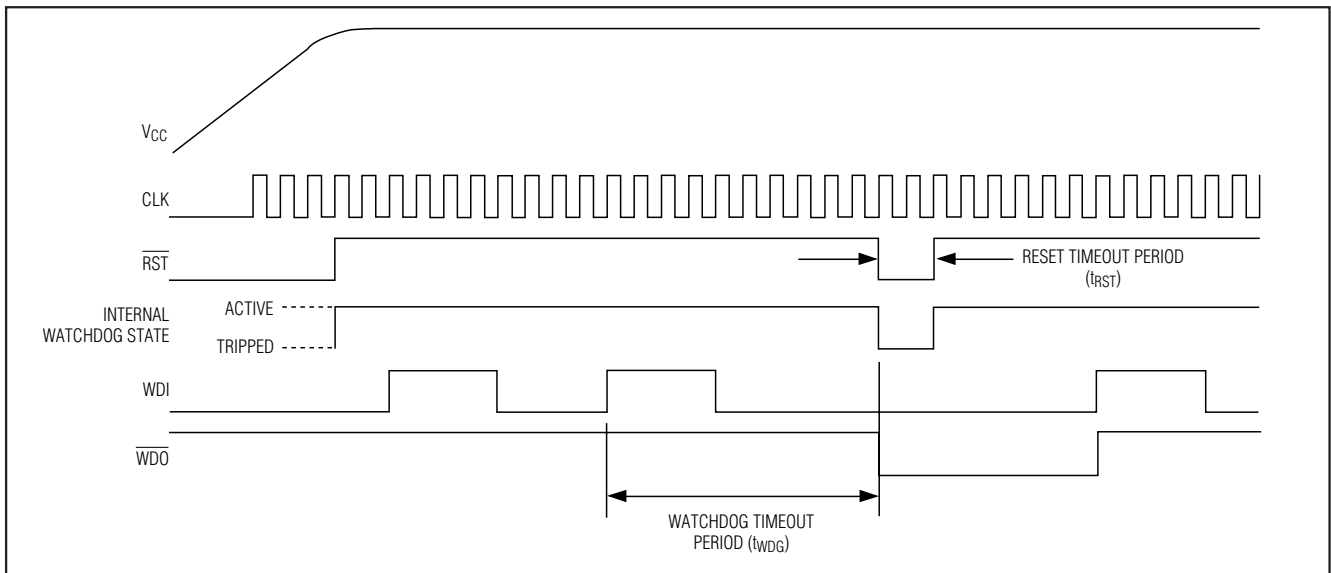 VCC
CLK
RST
RESET TIMEOUT PERIOD
(tRST)
INTERNAL
WATCHDOG STATE
ACTIVE
TRIPPED
WDI
WDO
WATCHDOG TIMEOUT
PERIOD (tWDG)